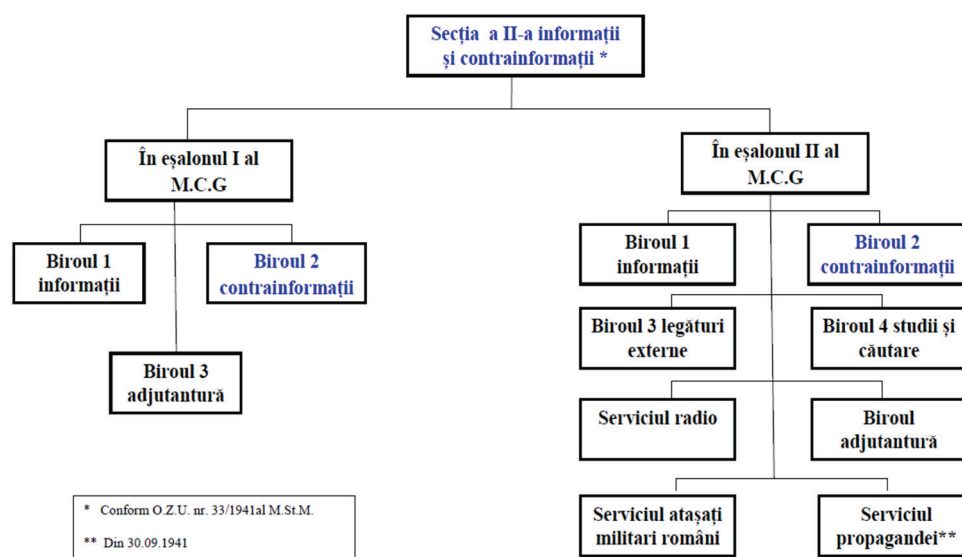 Secția a II-a informații
și contrainformații *
În eșalonul I al
M.C.G
În eșalonul II al
M.C.G
Biroul 1
informații
Biroul 2
contrainformații
Biroul 3
adjutantură
Biroul 1
informații
Biroul 2
contrainformații
Biroul 3 legături
externe
Biroul 4 studii și
căutare
Serviciul radio
Biroul
adjutantură
Serviciul atașați
militari români
Serviciul
propagandei**
* Conform O.Z.U. nr. 33/1941al M.St.M.
** Din 30.09.1941